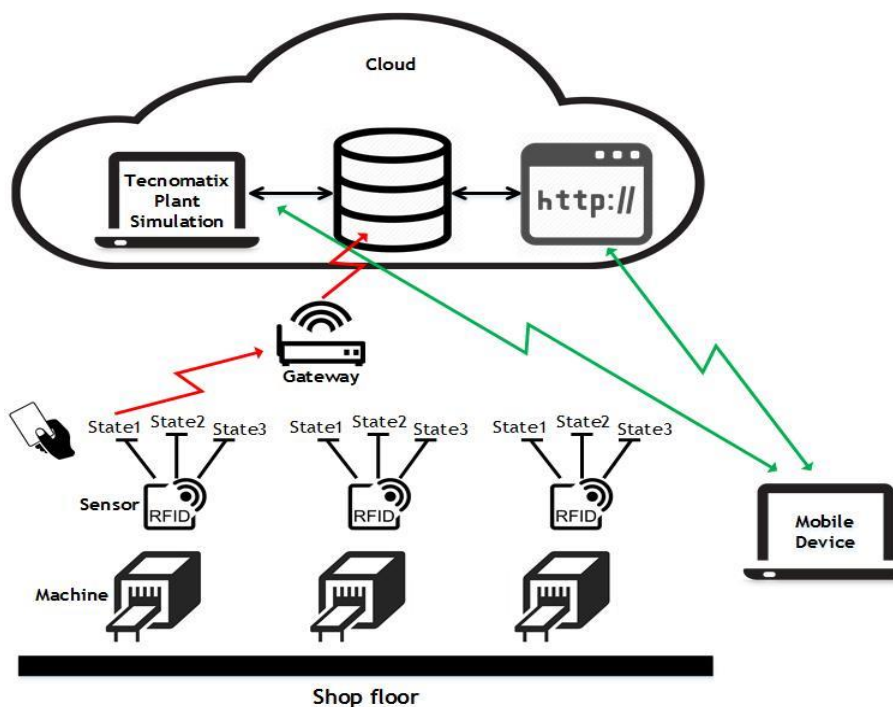 Cloud
Tecnomatix
Plant
Simulation
http://
Gateway
State1 State2 State3
State1 State2 State3
State1 State2 State3
Sensor
RFID
RFID
RFID
Mobile
Device
Machine
Shop floor